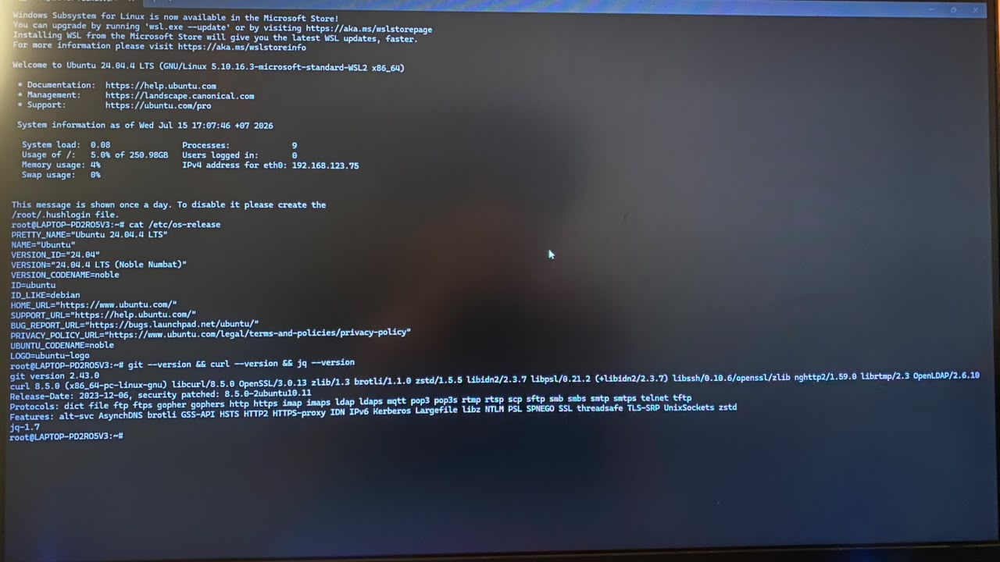 Windows Subsystem for Linux is now available in the Microsoft Store!
You can upgrade by running 'wsl.exe --update' or by visiting https://aka.ms/wslstorepage
Installing WSL from the Microsoft Store will give you the latest WSL updates, faster.
For more information please visit https://aka.ms/wslstoreinfo
Welcome to Ubuntu 24.04.4 LTS (GNU/Linux 5.10.16.3-microsoft-standard-WSL2 x86_64)
* Documentation:  https://help.ubuntu.com
* Management:     https://landscape.canonical.com
* Support:        https://ubuntu.com/pro
System information as of Wed Jul 15 17:07:46 +07 2026
System load:  0.08               Processes:             9
Usage of /:   5.0% of 250.98GB   Users logged in:       0
Memory usage: 4%                 IPv4 address for eth0: 192.168.123.75
Swap usage:   0%
This message is shown once a day. To disable it please create the
/root/.hushlogin file.
root@LAPTOP-PD2RO5V3:~# cat /etc/os-release
PRETTY_NAME="Ubuntu 24.04.4 LTS"
NAME="Ubuntu"
VERSION_ID="24.04"
VERSION="24.04.4 LTS (Noble Numbat)"
VERSION_CODENAME=noble
ID=ubuntu
ID_LIKE=debian
HOME_URL="https://www.ubuntu.com/"
SUPPORT_URL="https://help.ubuntu.com/"
BUG_REPORT_URL="https://bugs.launchpad.net/ubuntu/"
PRIVACY_POLICY_URL="https://www.ubuntu.com/legal/terms-and-policies/privacy-policy"
UBUNTU_CODENAME=noble
LOGO=ubuntu-logo
root@LAPTOP-PD2RO5V3:~# git --version && curl --version && jq --version
git version 2.43.0
curl 8.5.0 (x86_64-pc-linux-gnu) libcurl/8.5.0 OpenSSL/3.0.13 zlib/1.3 brotli/1.1.0 zstd/1.5.5 libidn2/2.3.7 libpsl/0.21.2 (+libidn2/2.3.7) libssh/0.10.6/openssl/zlib nghttp2/1.59.0 librtmp/2.3 OpenLDAP/2.6.10
Release-Date: 2023-12-06, security patched: 8.5.0-2ubuntu10.11
Protocols: dict file ftp ftps gopher gophers http https imap imaps ldap ldaps mqtt pop3 pop3s rtmp rtsp scp sftp smb smbs smtp smtps telnet tftp
Features: alt-svc AsynchDNS brotli GSS-API HSTS HTTP2 HTTPS-proxy IDN IPv6 Kerberos Largefile libz NTLM PSL SPNEGO SSL threadsafe TLS-SRP UnixSockets zstd
jq-1.7
root@LAPTOP-PD2RO5V3:~#